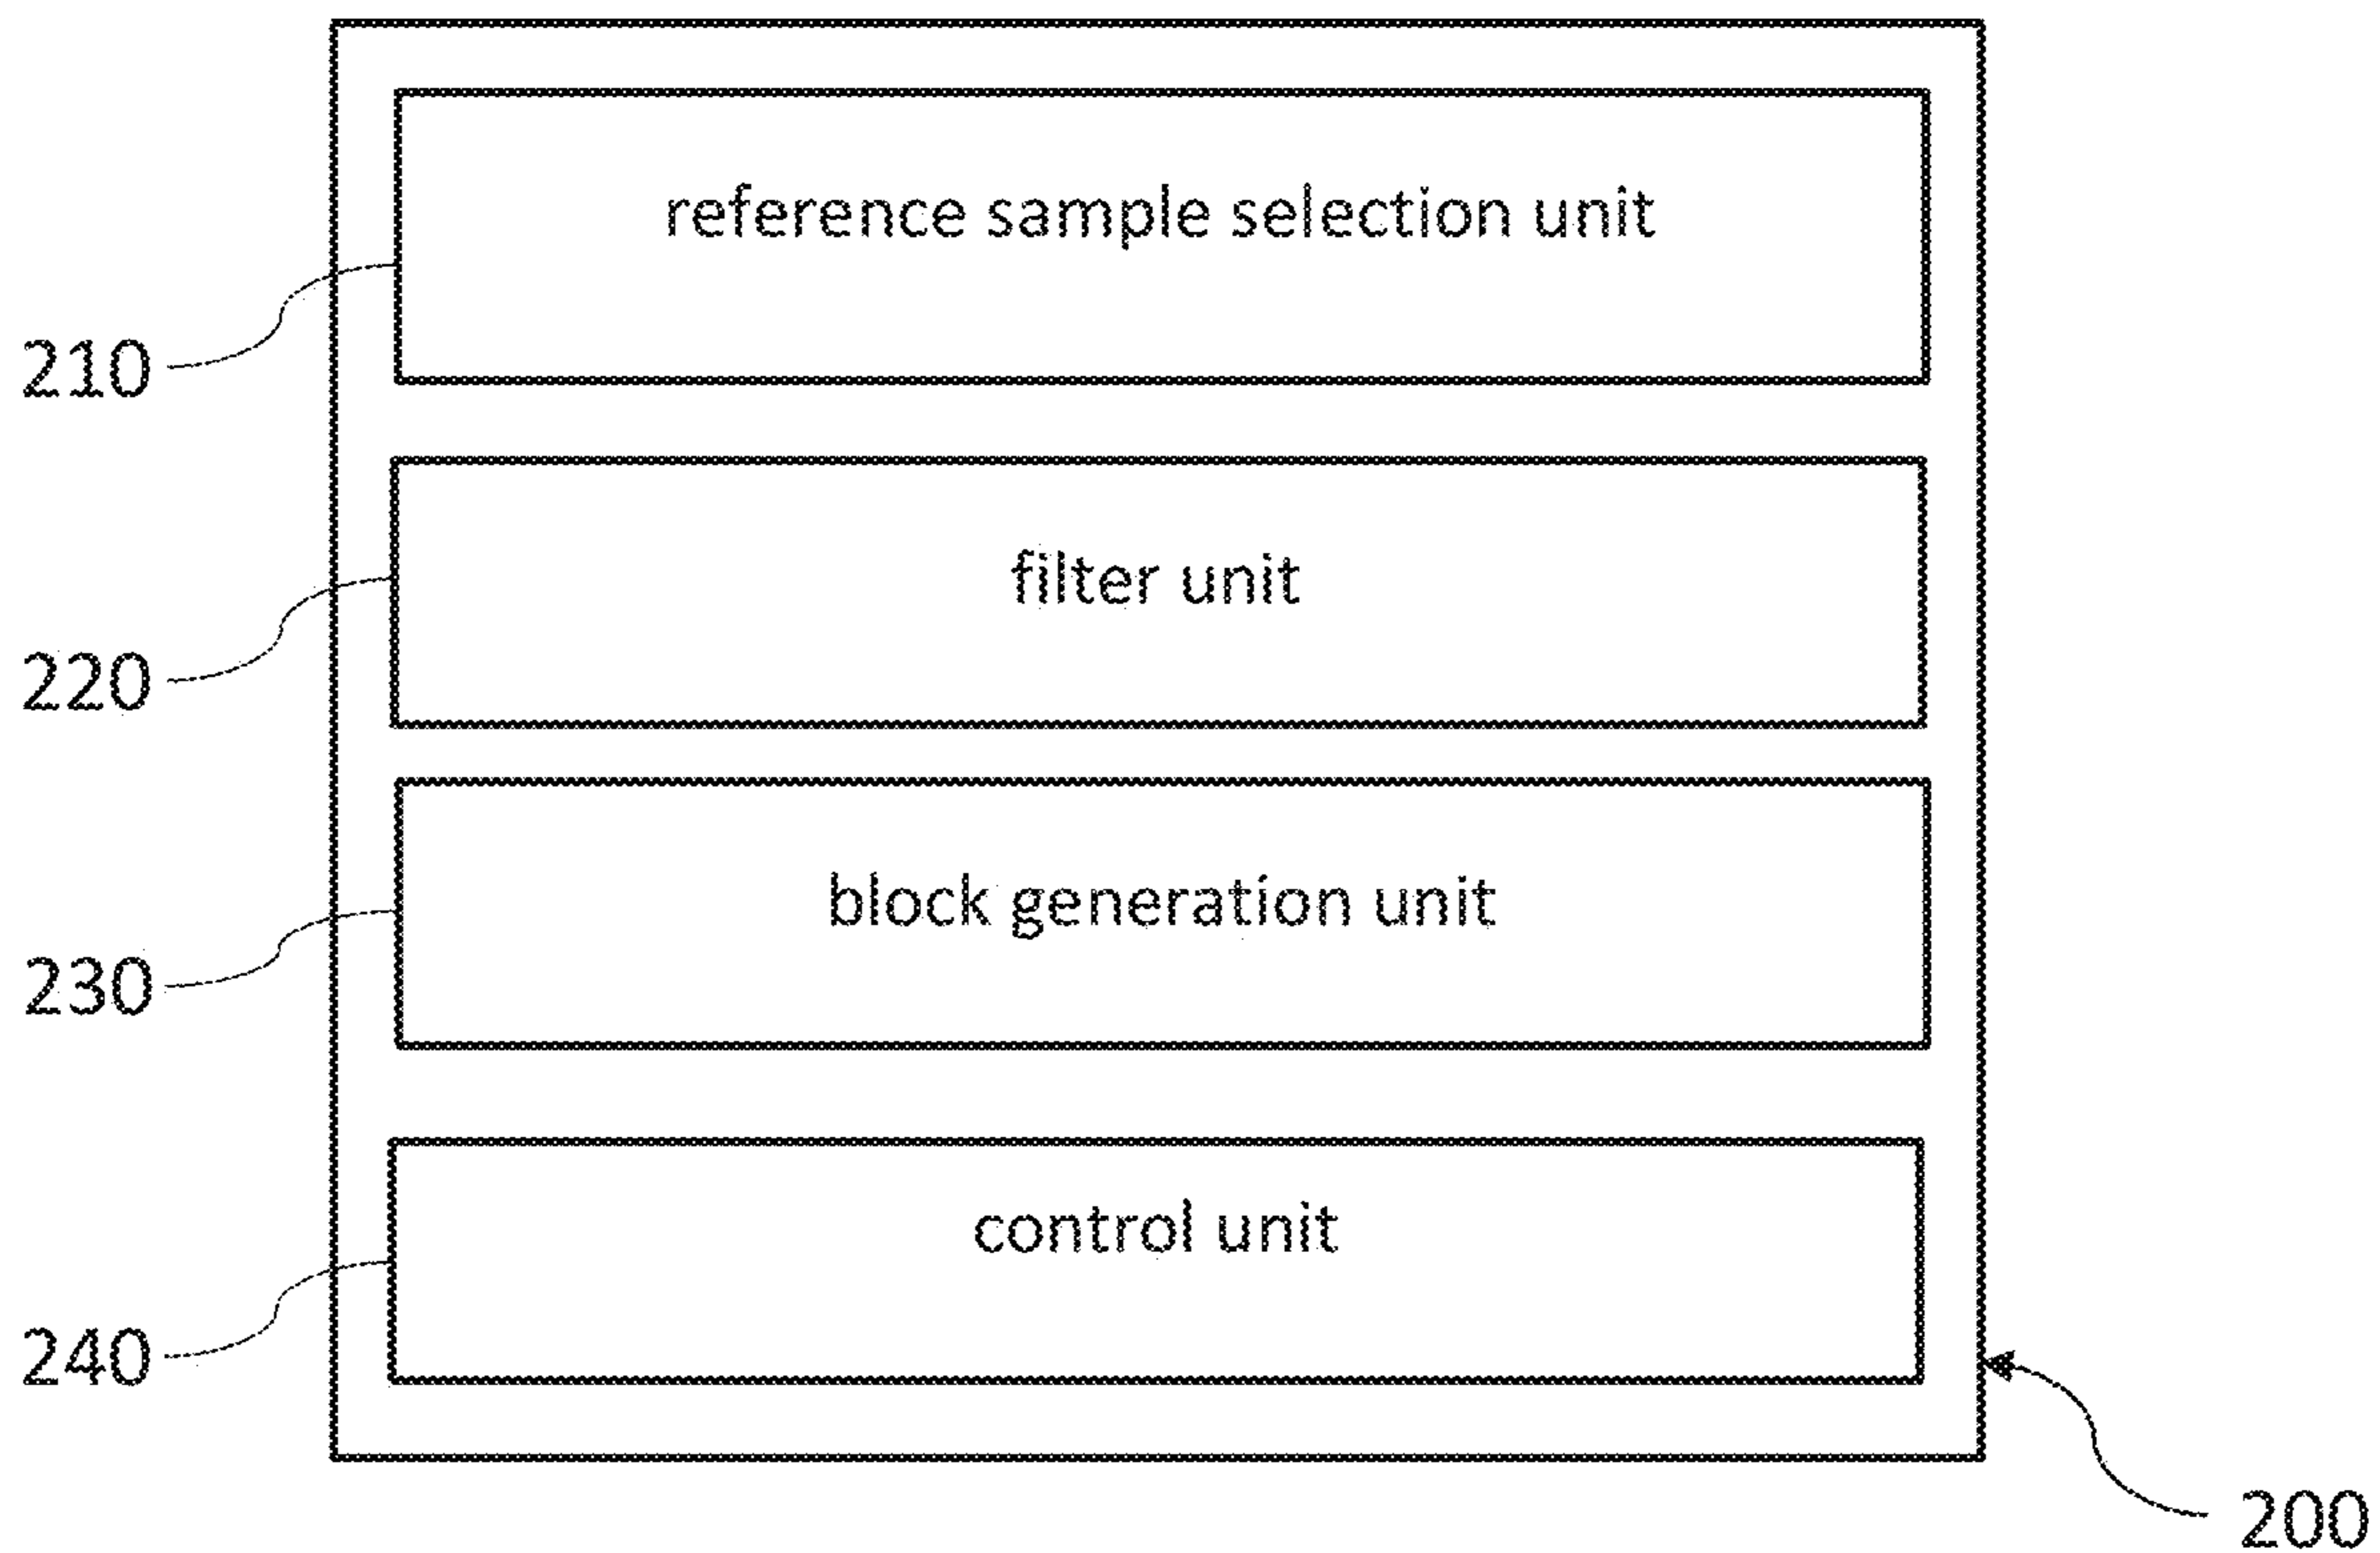 reference sample selection unit
210
filter unit
220
block generation unit
230
control unit
240
200